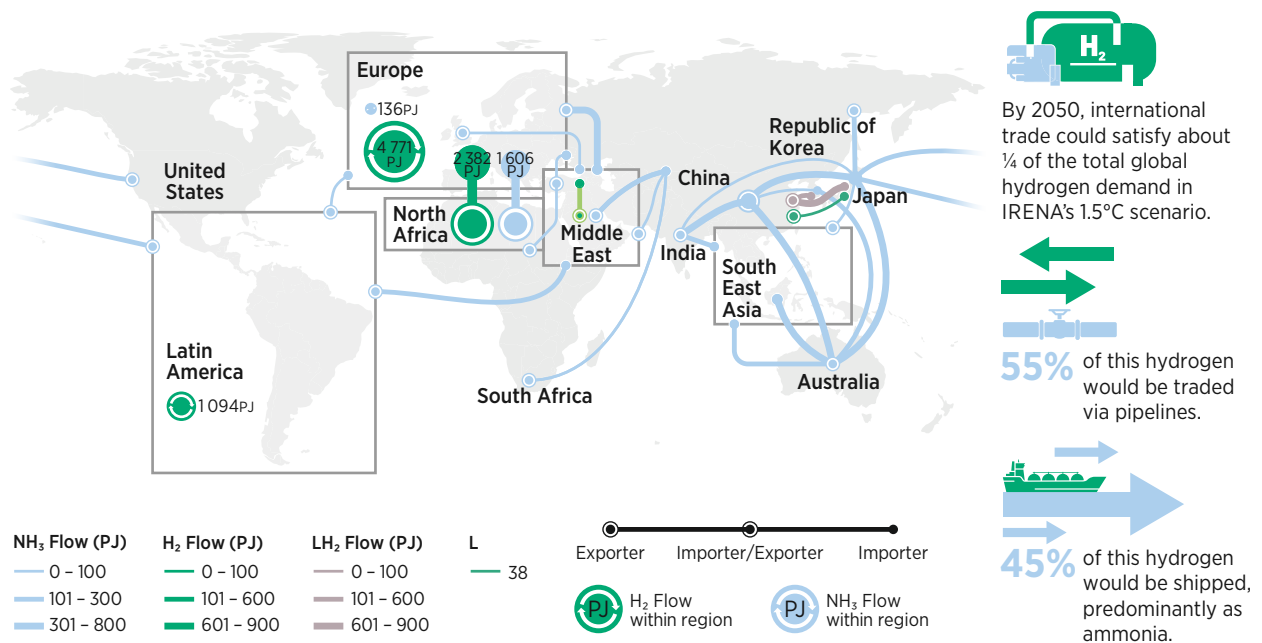 Europe
136PJ
4 771
PJ
2 382
PJ
1 606
PJ
United
States
North
Africa
Middle
East
Republic of
Korea
China
Japan
India
South
East
Asia
Latin
America
1 094PJ
South Africa
Australia
H₂
By 2050, international
trade could satisfy about
¼ of the total global
hydrogen demand in
IRENA's 1.5°C scenario.
55% of this hydrogen
would be traded
via pipelines.
45% of this hydrogen
would be shipped,
predominantly as
ammonia.
NH₃ Flow (PJ)
0 – 100
101 – 300
301 – 800
H₂ Flow (PJ)
0 – 100
101 – 600
601 – 900
LH₂ Flow (PJ)
0 – 100
101 – 600
601 – 900
L
38
Exporter
Importer/Exporter
Importer
PJ
H₂ Flow
within region
PJ
NH₃ Flow
within region